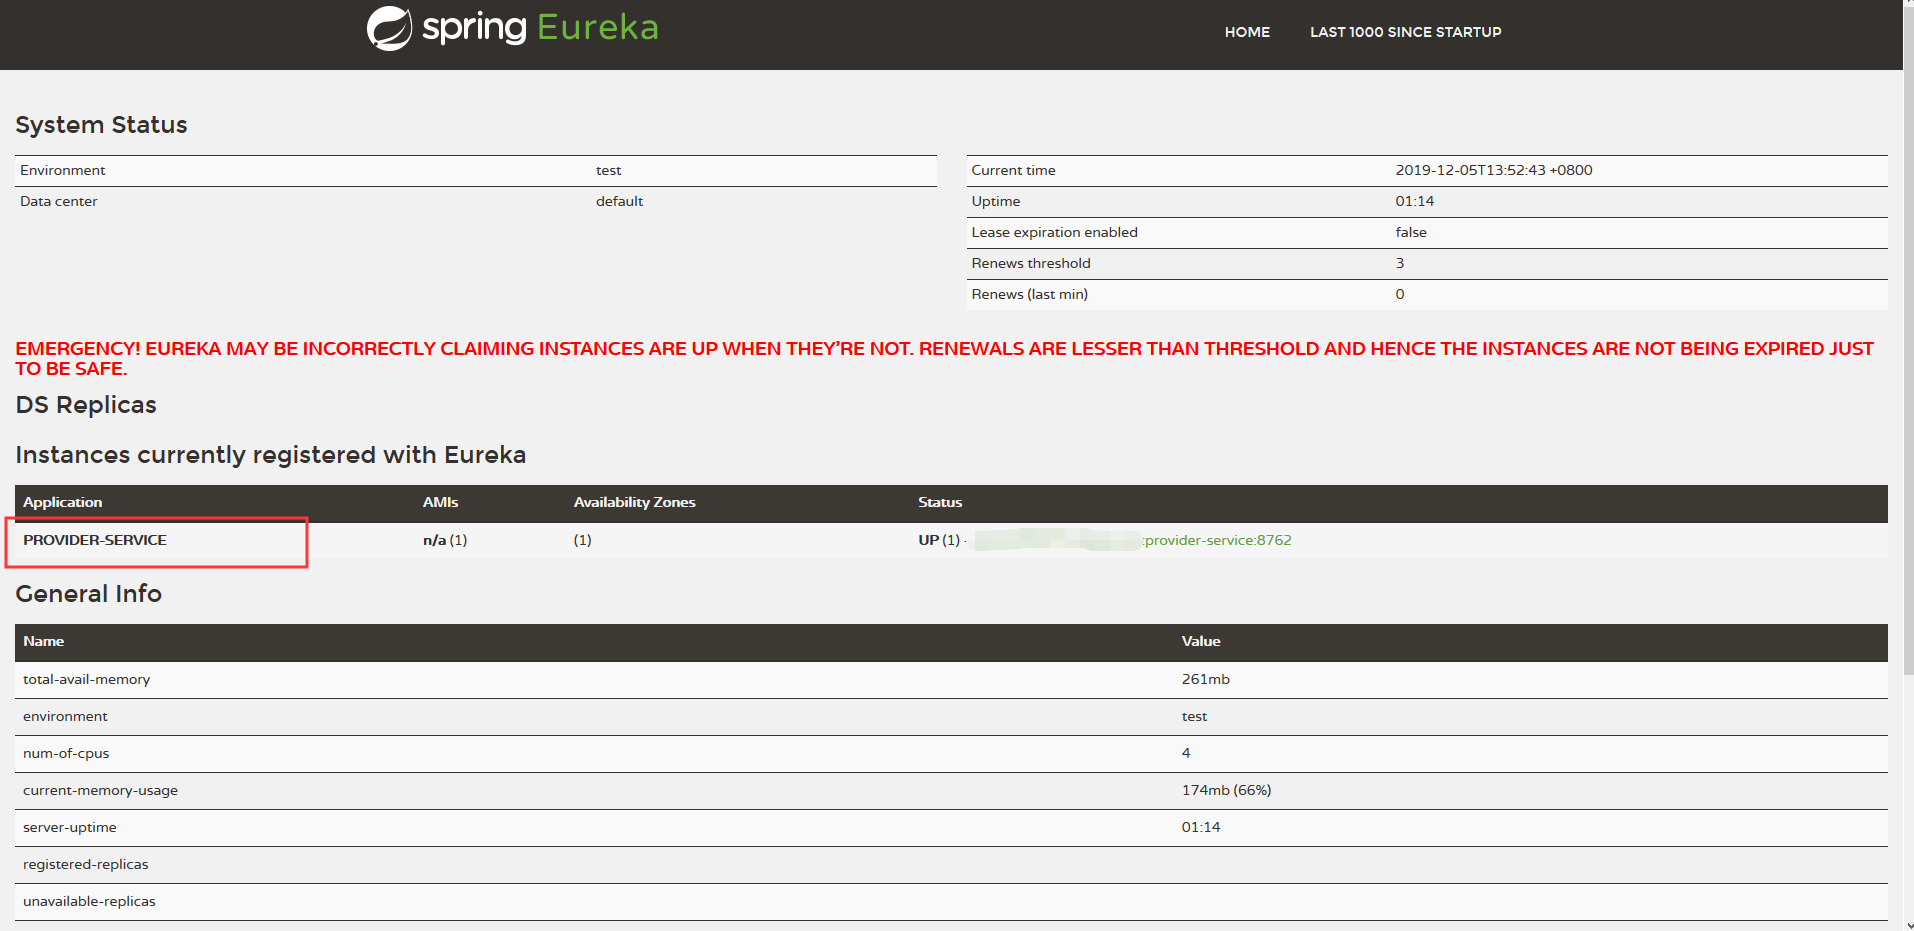 spring Eureka
HOME LAST 1000 SINCE STARTUP
System Status
Environment test
Data center default
Current time 2019-12-05T13:52:43 +0800
Uptime 01:14
Lease expiration enabled false
Renews threshold 3
Renews (last min) 0
EMERGENCY! EUREKA MAY BE INCORRECTLY CLAIMING INSTANCES ARE UP WHEN THEY'RE NOT. RENEWALS ARE LESSER THAN THRESHOLD AND HENCE THE INSTANCES ARE NOT BEING EXPIRED JUST
TO BE SAFE.
DS Replicas
Instances currently registered with Eureka
Application AMIs Availability Zones Status
PROVIDER-SERVICE n/a (1) (1) UP (1) - :provider-service:8762
General Info
Name Value
total-avail-memory 261mb
environment test
num-of-cpus 4
current-memory-usage 174mb (66%)
server-uptime 01:14
registered-replicas
unavailable-replicas